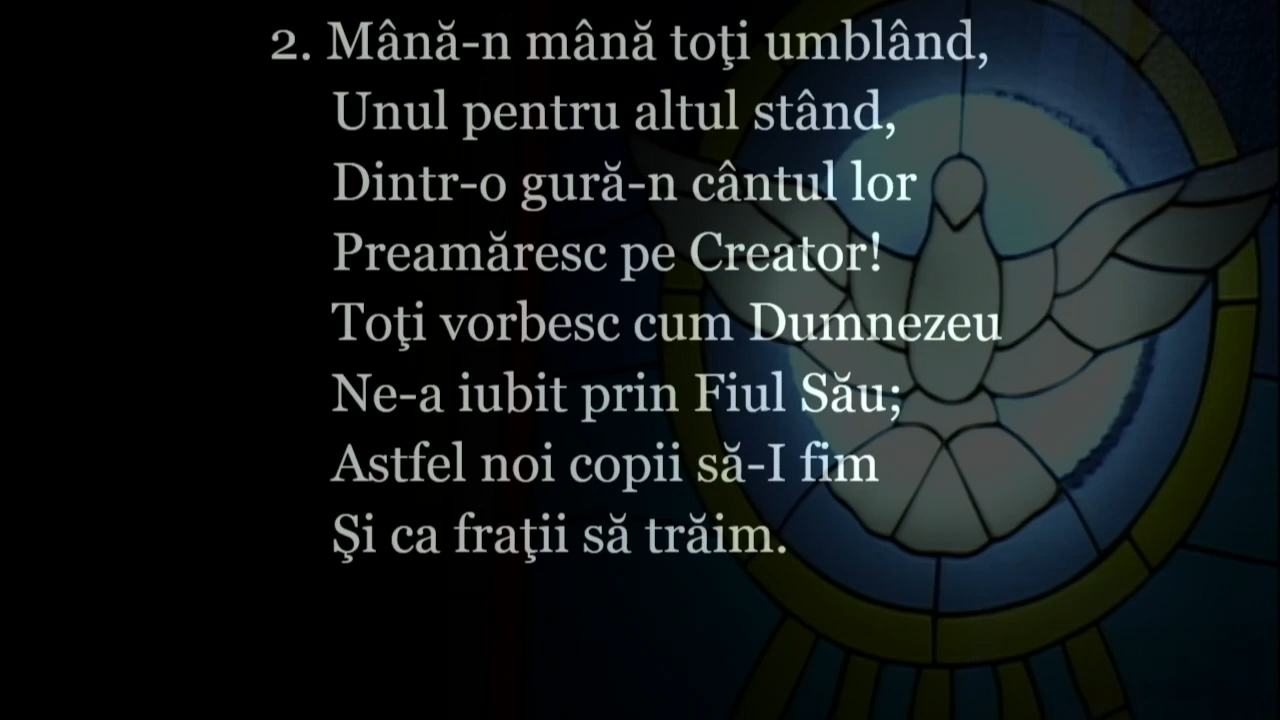 2. Mână-n mână toţi umblând,
Unul pentru altul stând,
Dintr-o gură-n cântul lor
Preamăresc pe Creator!
Toţi vorbesc cum Dumnezeu
Ne-a iubit prin Fiul Său;
Astfel noi copii să-I fim
Şi ca fraţii să trăim.